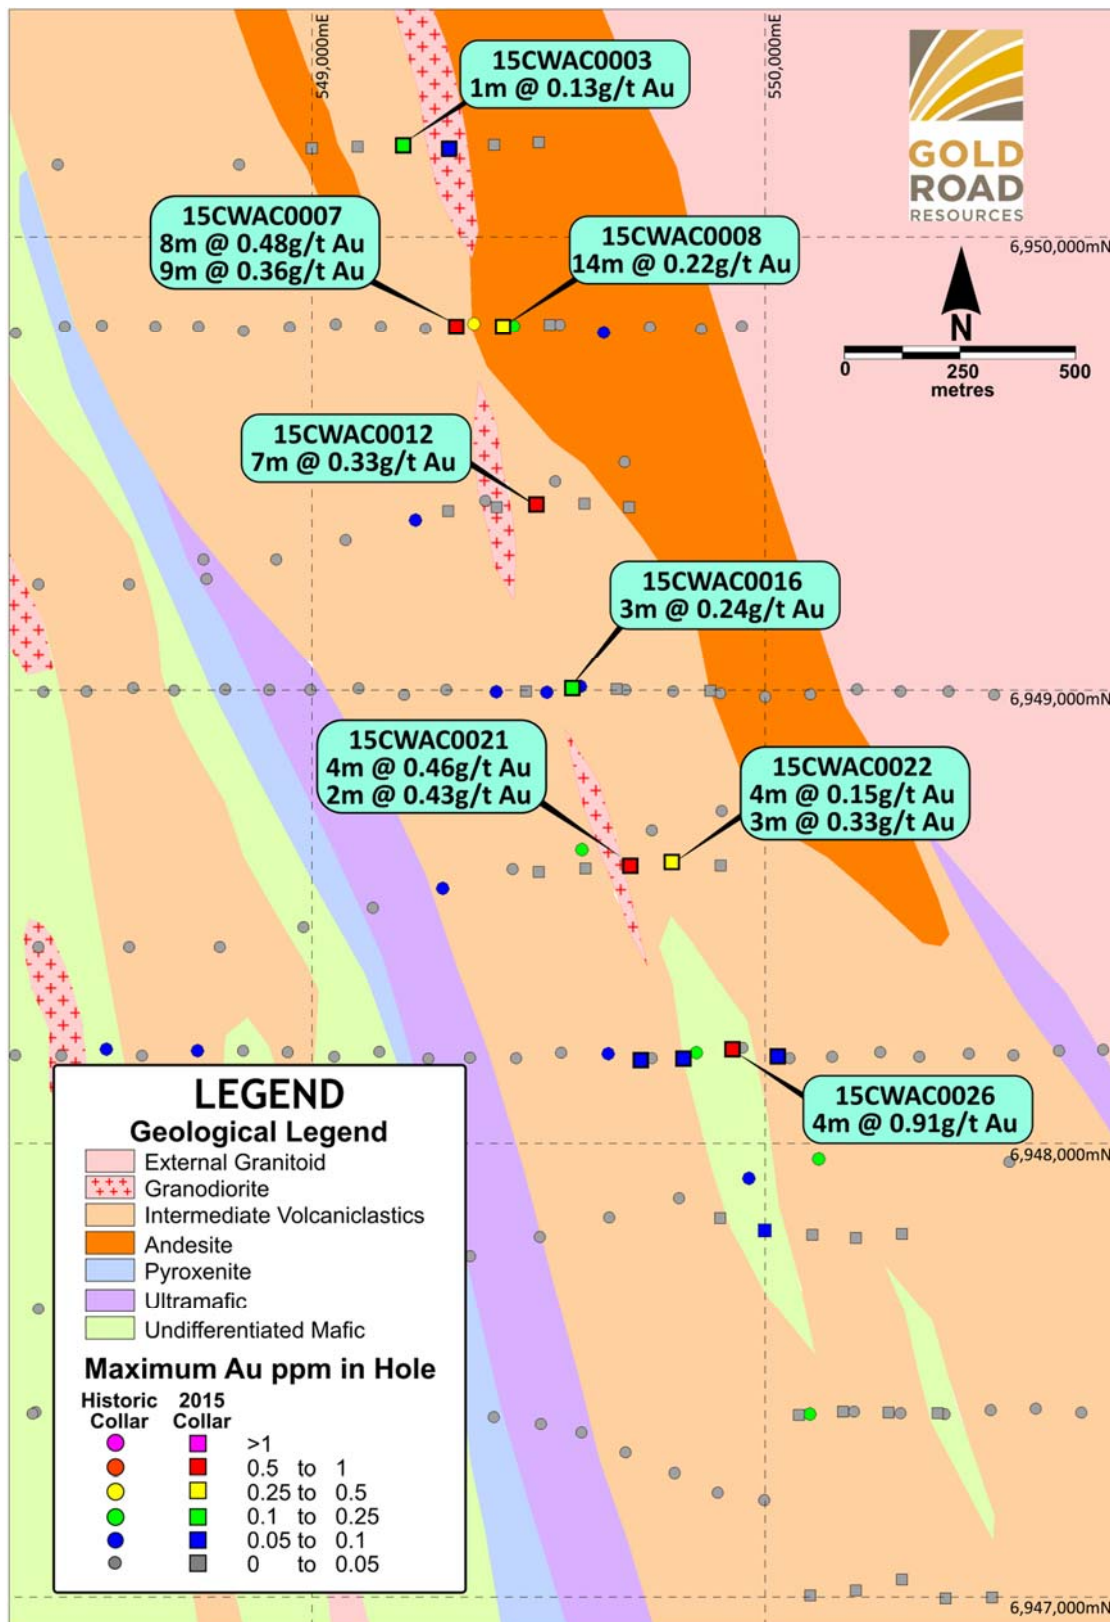 549,000mE
550,000mE
15CWAC0003
1m @ 0.13g/t Au
GOLD
ROAD
RESOURCES
15CWAC0007
8m @ 0.48g/t Au
9m @ 0.36g/t Au
15CWAC0008
14m @ 0.22g/t Au
6,950,000mN
N
0 250 500
metres
15CWAC0012
7m @ 0.33g/t Au
15CWAC0016
3m @ 0.24g/t Au
6,949,000mN
15CWAC0021
4m @ 0.46g/t Au
2m @ 0.43g/t Au
15CWAC0022
4m @ 0.15g/t Au
3m @ 0.33g/t Au
15CWAC0026
4m @ 0.91g/t Au
6,948,000mN
LEGEND
Geological Legend
External Granitoid
Granodiorite
Intermediate Volcaniclastics
Andesite
Pyroxenite
Ultramafic
Undifferentiated Mafic
Maximum Au ppm in Hole
Historic 2015
Collar Collar
>1
0.5 to 1
0.25 to 0.5
0.1 to 0.25
0.05 to 0.1
0 to 0.05
6,947,000mN